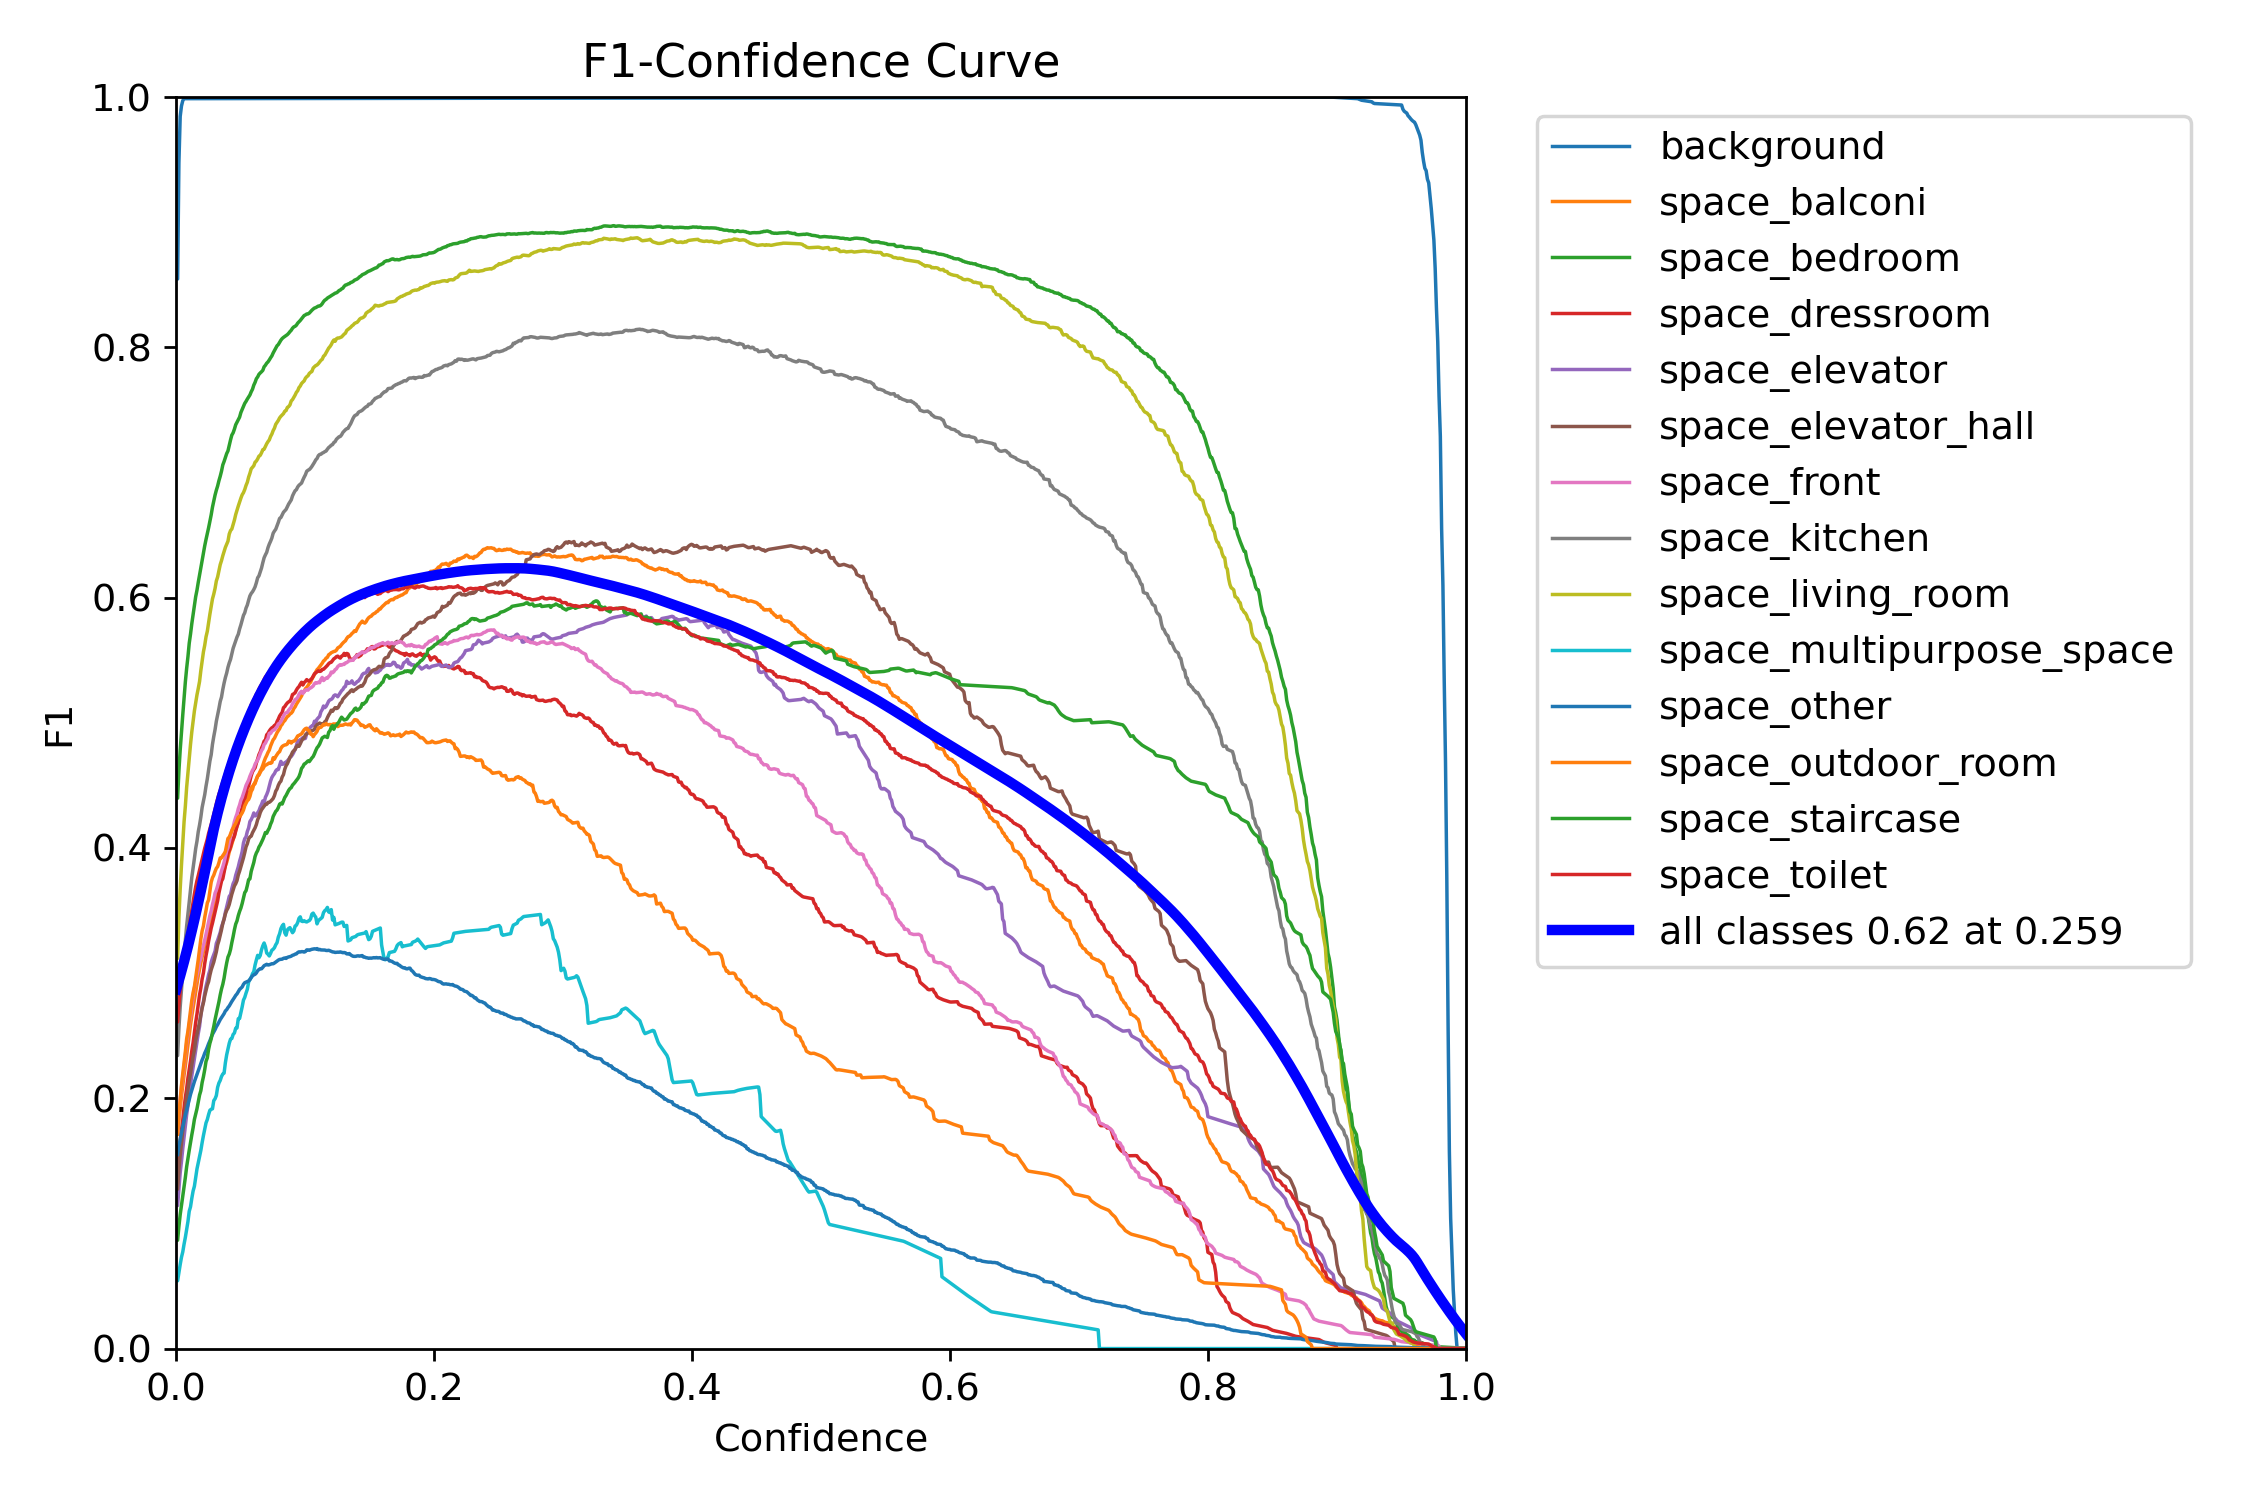 F1-Confidence Curve
1.0
0.8
0.6
0.4
0.2
0.0
F1
0.0 0.2 0.4 0.6 0.8 1.0
Confidence
background
space_balconi
space_bedroom
space_dressroom
space_elevator
space_elevator_hall
space_front
space_kitchen
space_living_room
space_multipurpose_space
space_other
space_outdoor_room
space_staircase
space_toilet
all classes 0.62 at 0.259